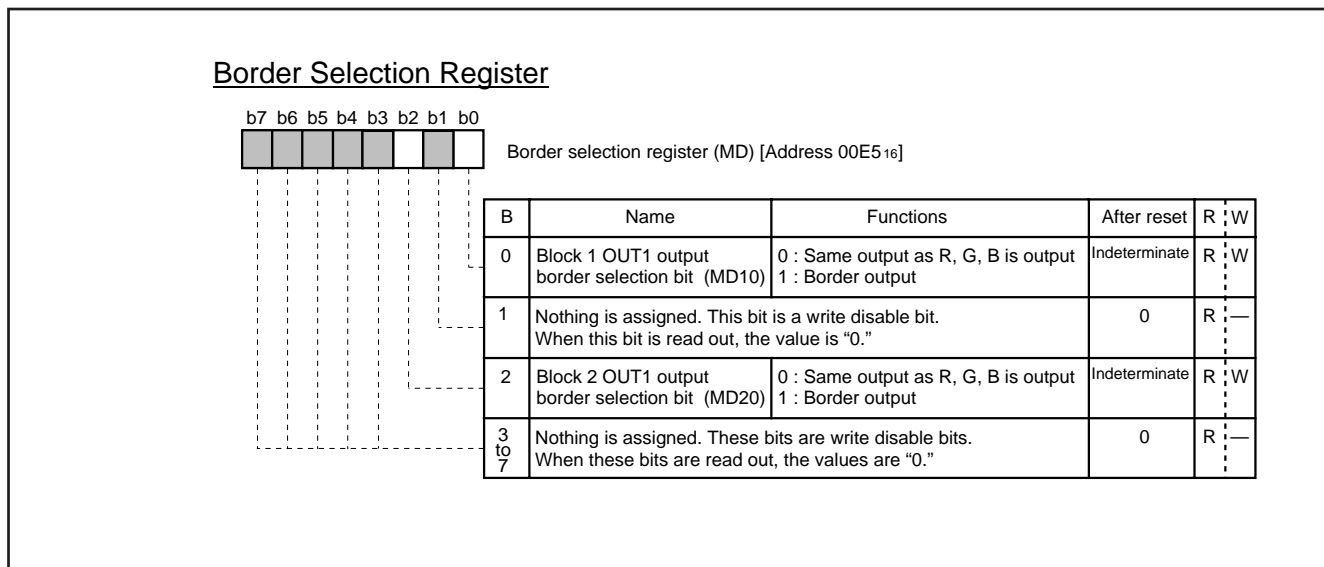 Border Selection Register
b7 b6 b5 b4 b3 b2 b1 b0
Border selection register (MD) [Address 00E516]
B Name Functions After reset R W
0 Block 1 OUT1 output 0 : Same output as R, G, B is output Indeterminate R W
border selection bit (MD10) 1 : Border output
1 Nothing is assigned. This bit is a write disable bit. 0 R —
When this bit is read out, the value is “0.”
2 Block 2 OUT1 output 0 : Same output as R, G, B is output Indeterminate R W
border selection bit (MD20) 1 : Border output
3 to 7 Nothing is assigned. These bits are write disable bits. 0 R —
When these bits are read out, the values are “0.”